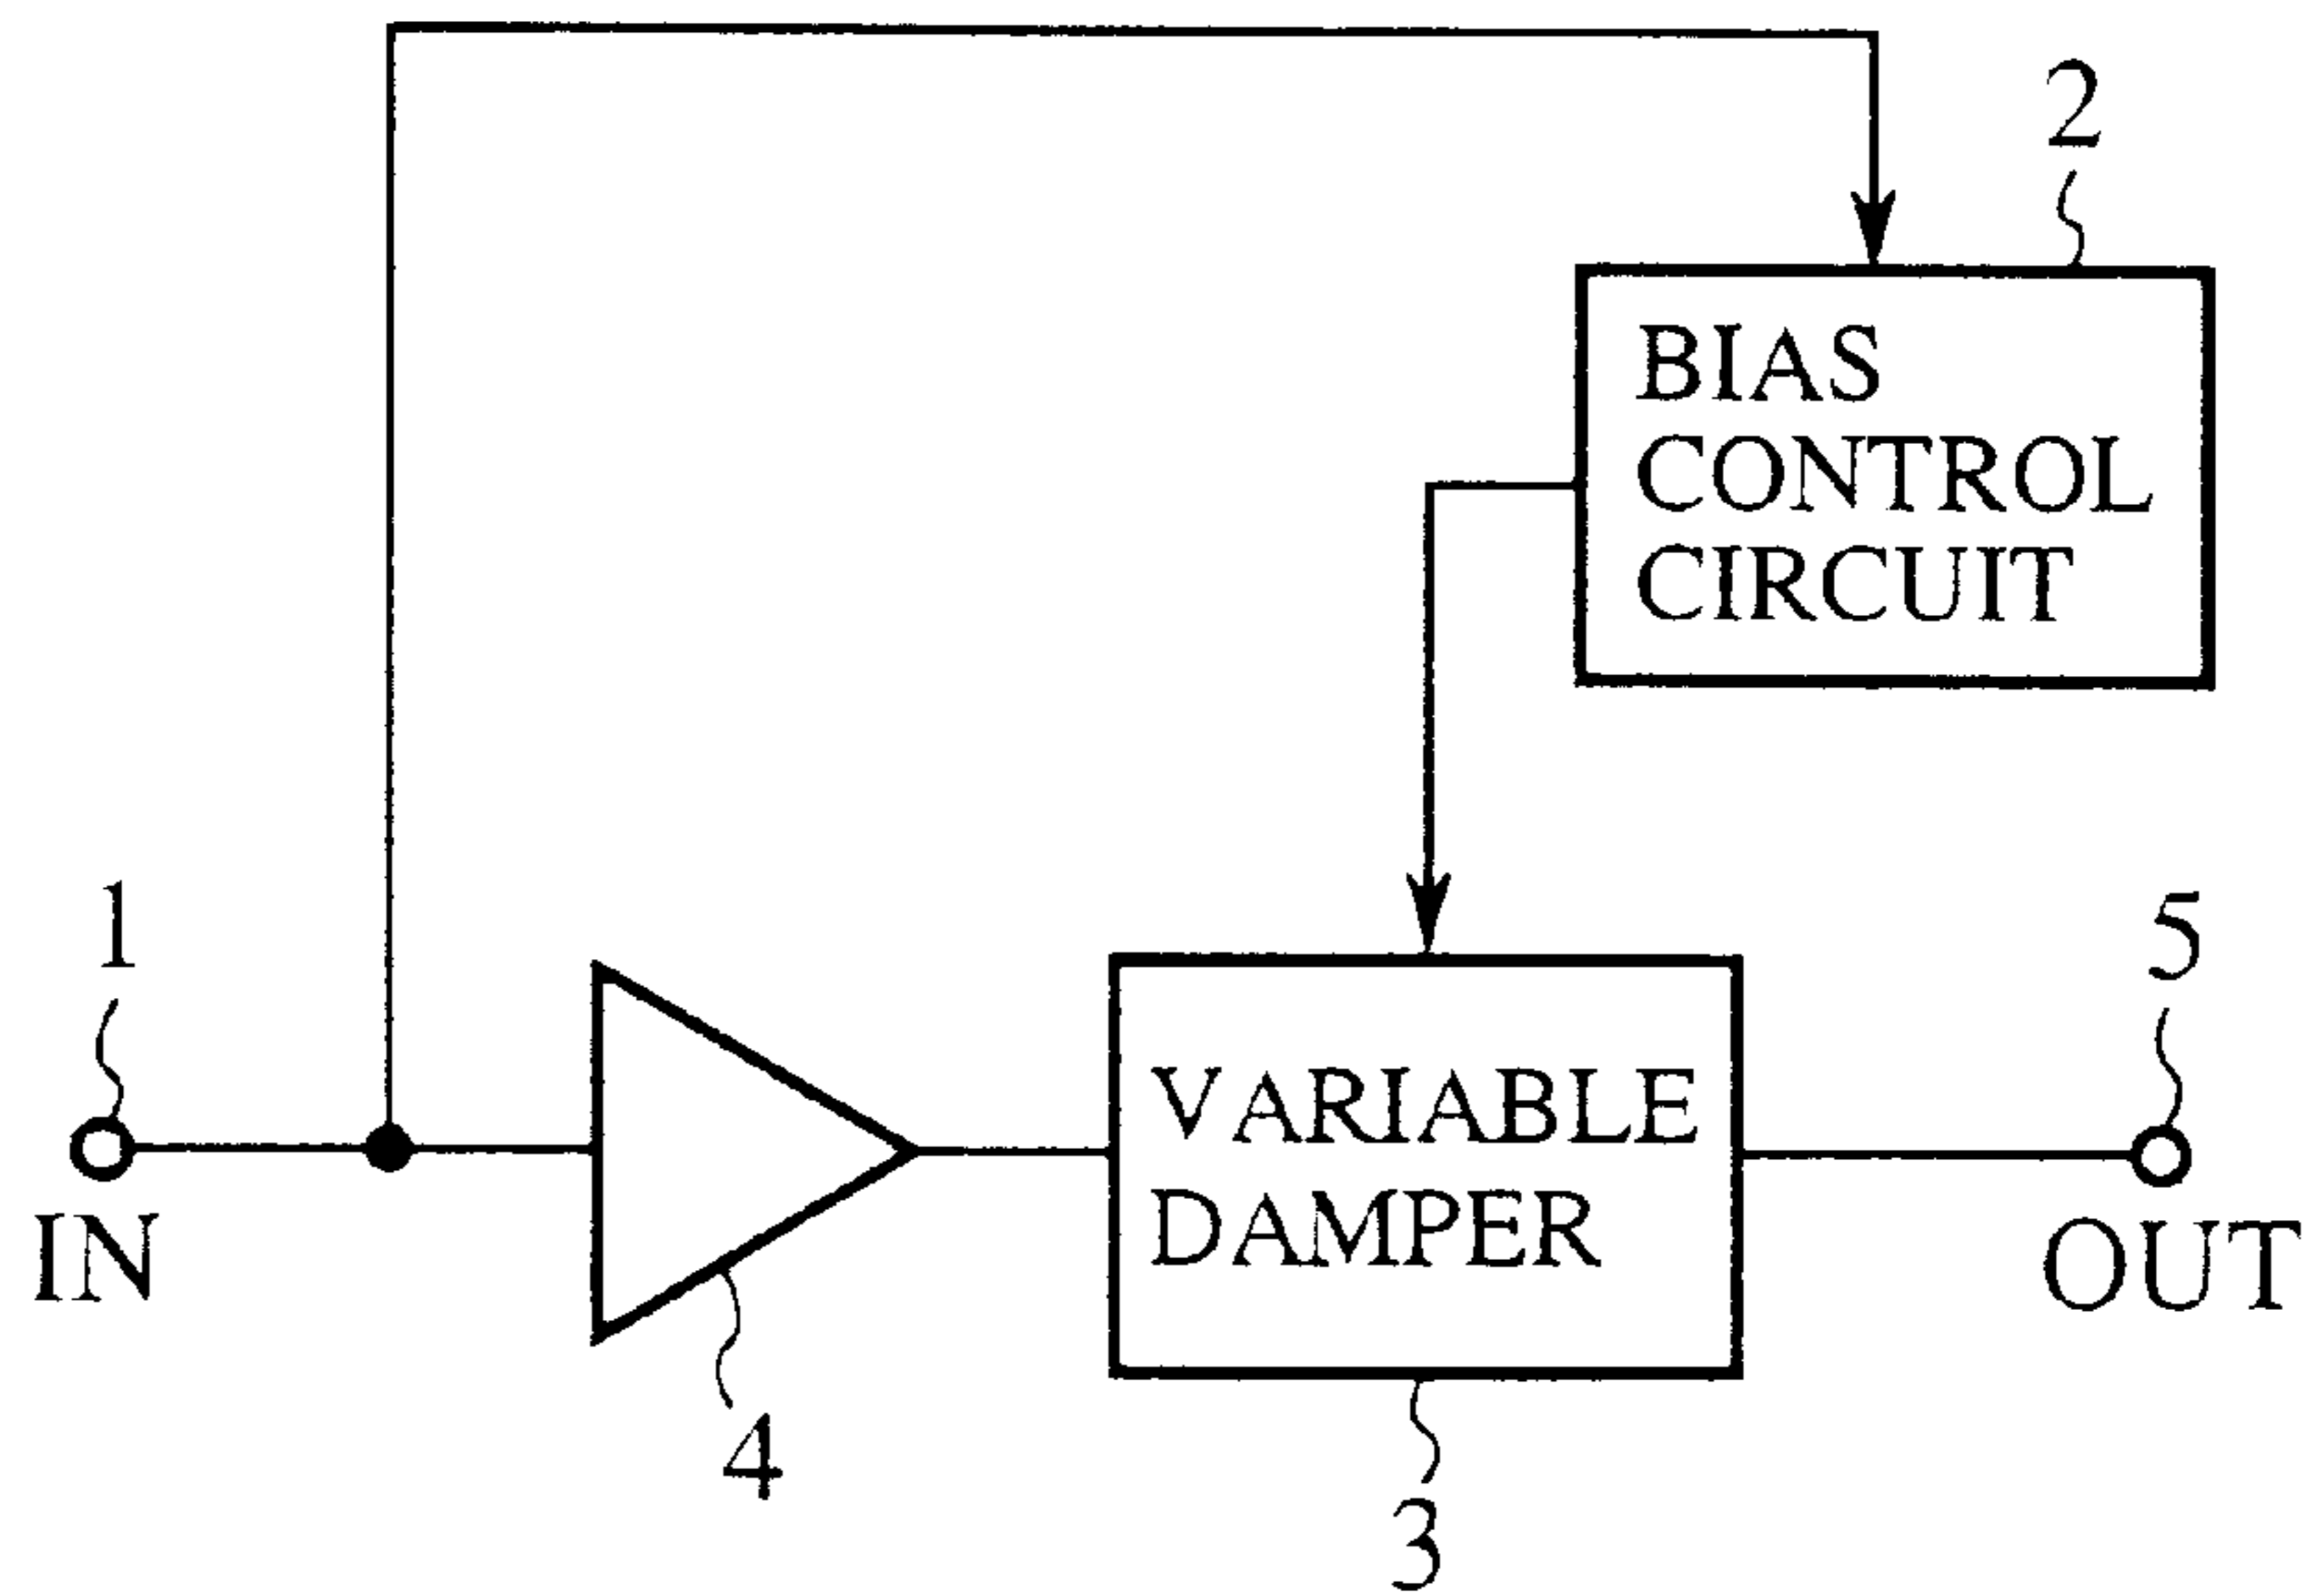 2
BIAS
CONTROL
CIRCUIT
1
5
VARIABLE
DAMPER
IN
OUT
4
3